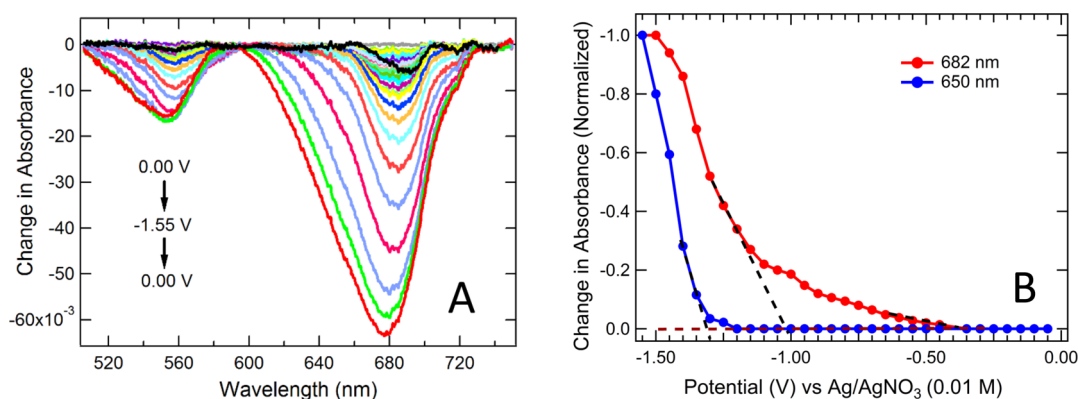 0
-10
-20
-30
-40
-50
-60x10⁻³
Change in Absorbance
0.00 V
-1.55 V
0.00 V
A
520 560 600 640 680 720
Wavelength (nm)
-1.0
-0.8
-0.6
-0.4
-0.2
0.0
Change in Absorbance (Normalized)
682 nm
650 nm
B
-1.50 -1.00 -0.50 0.00
Potential (V) vs Ag/AgNO₃ (0.01 M)